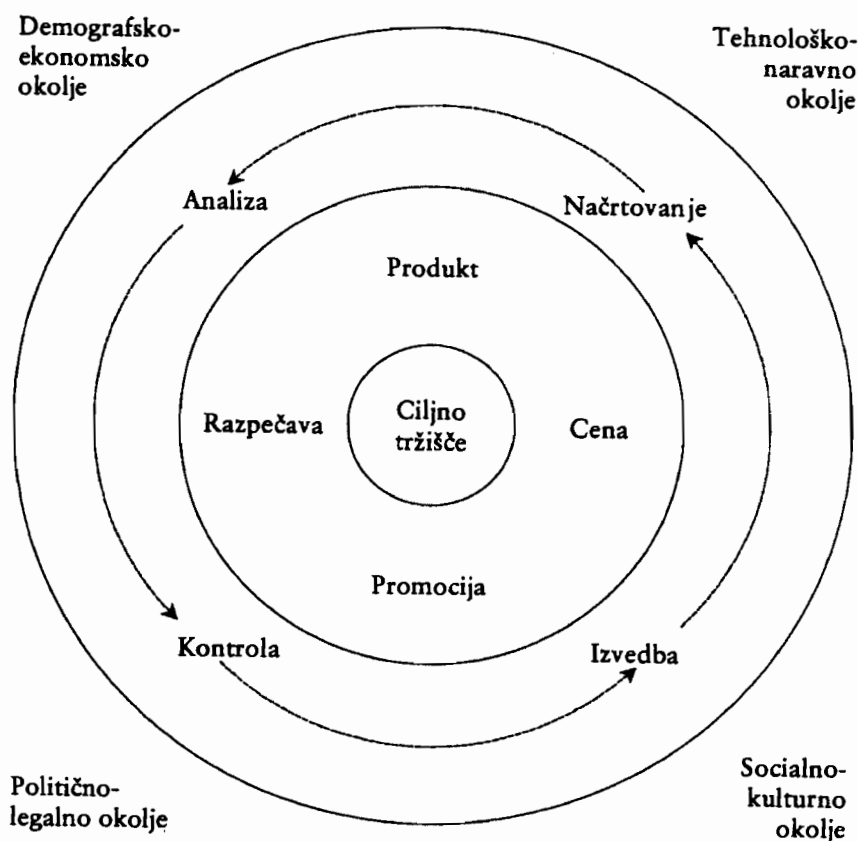 Demografsko-
ekonomsko
okolje
Tehnološko-
naravno
okolje
Analiza
Načrtovanje
Produkt
Razpečava
Ciljno
tržišče
Cena
Promocija
Kontrola
Izvedba
Politično-
legalno okolje
Socialno-
kulturno
okolje